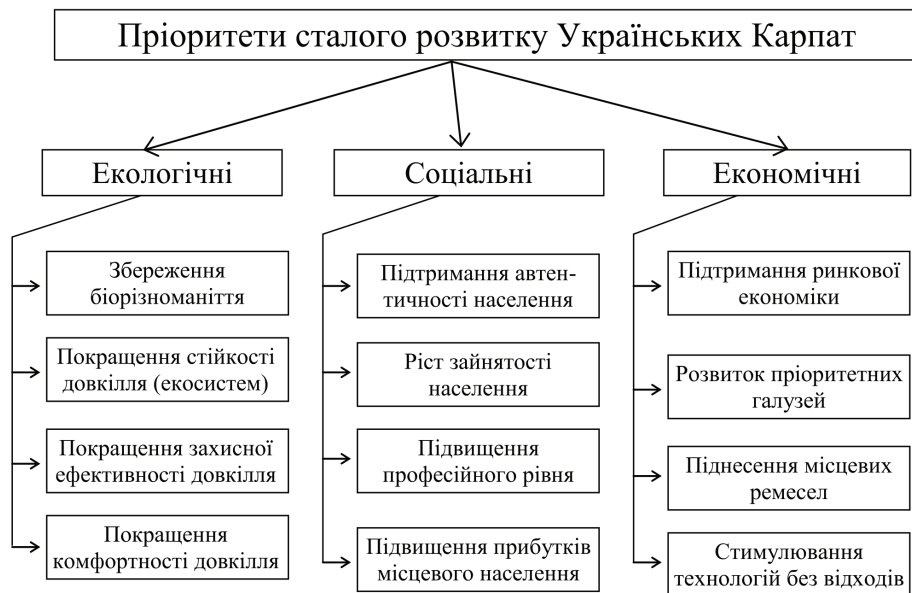 Пріоритети сталого розвитку Українських Карпат
Екологічні
Збереження
біорізноманіття
Покращення стійкості
довкілля (екосистем)
Покращення захисної
ефективності довкілля
Покращення
комфортності довкілля
Соціальні
Підтримання автен-
тичності населення
Ріст зайнятості
населення
Підвищення
професійного рівня
Підвищення прибутків
місцевого населення
Економічні
Підтримання ринкової
економіки
Розвиток пріоритетних
галузей
Піднесення місцевих
ремесел
Стимулювання
технологій без відходів